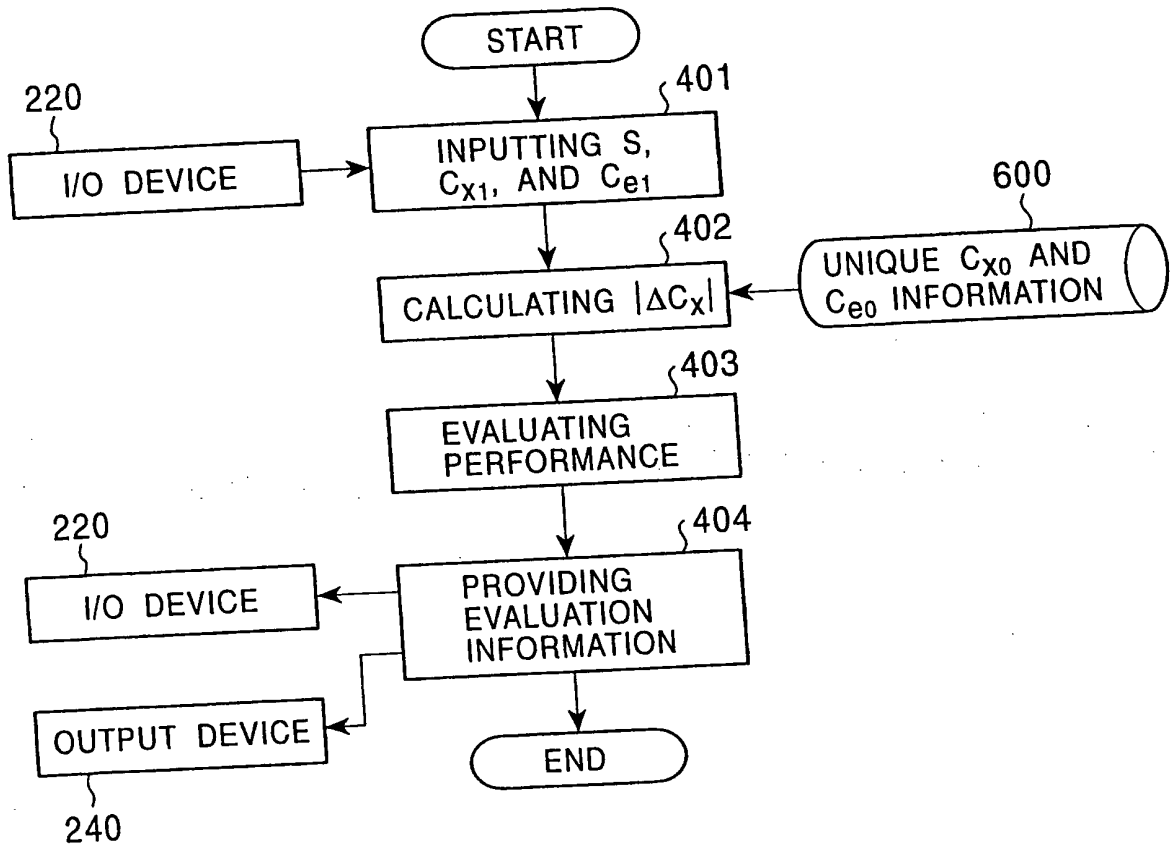 START
401
220
INPUTTING S,
Cx1, AND Ce1
I/O DEVICE
600
402
UNIQUE Cx0 AND
Ce0 INFORMATION
CALCULATING |ΔCx|
403
EVALUATING
PERFORMANCE
404
220
PROVIDING
EVALUATION
INFORMATION
I/O DEVICE
OUTPUT DEVICE
END
240